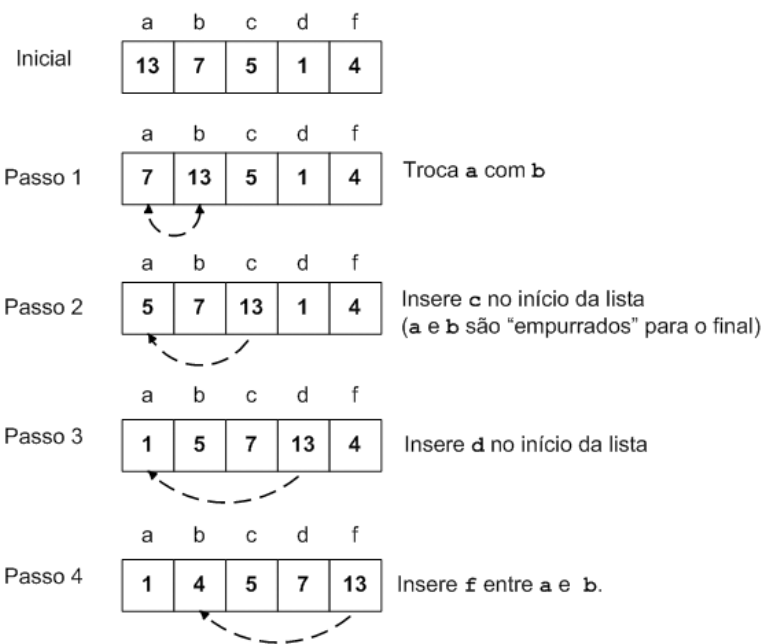 a b c d f
Inicial 13 7 5 1 4
a b c d f
Passo 1 7 13 5 1 4 Troca a com b
a b c d f
Passo 2 5 7 13 1 4 Insere c no início da lista
(a e b são “empurrados” para o final)
a b c d f
Passo 3 1 5 7 13 4 Insere d no início da lista
a b c d f
Passo 4 1 4 5 7 13 Insere f entre a e b.